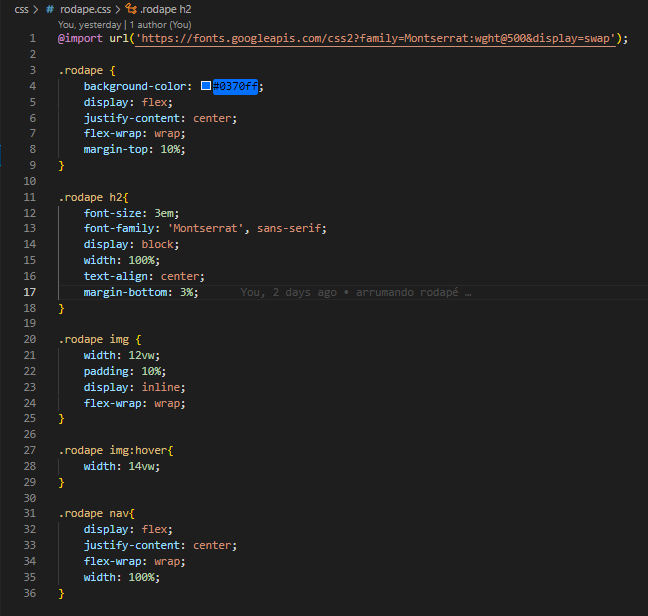 css > # rodape.css > .rodape h2
You, yesterday | 1 author (You)
1 @import url('https://fonts.googleapis.com/css2?family=Montserrat:wght@500&display=swap');
2
3 .rodape {
4 background-color: #0370ff;
5 display: flex;
6 justify-content: center;
7 flex-wrap: wrap;
8 margin-top: 10%;
9 }
10
11 .rodape h2{
12 font-size: 3em;
13 font-family: 'Montserrat', sans-serif;
14 display: block;
15 width: 100%;
16 text-align: center;
17 margin-bottom: 3%; You, 2 days ago • arrumando rodapé …
18 }
19
20 .rodape img {
21 width: 12vw;
22 padding: 10%;
23 display: inline;
24 flex-wrap: wrap;
25 }
26
27 .rodape img:hover{
28 width: 14vw;
29 }
30
31 .rodape nav{
32 display: flex;
33 justify-content: center;
34 flex-wrap: wrap;
35 width: 100%;
36 }